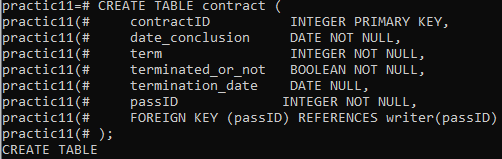 practic11=# CREATE TABLE contract (
practic11(#     contractID          INTEGER PRIMARY KEY,
practic11(#     date_conclusion     DATE NOT NULL,
practic11(#     term                INTEGER NOT NULL,
practic11(#     terminated_or_not   BOOLEAN NOT NULL,
practic11(#     termination_date    DATE NULL,
practic11(#     passID             INTEGER NOT NULL,
practic11(#     FOREIGN KEY (passID) REFERENCES writer(passID)
practic11(# );
CREATE TABLE